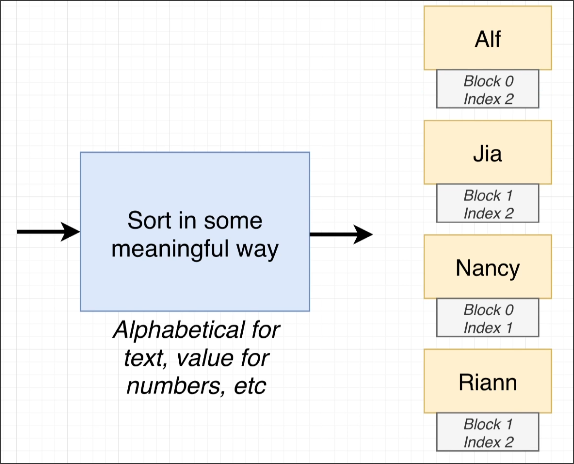 Sort in some
meaningful way
Alphabetical for
text, value for
numbers, etc
Alf
Block 0
Index 2
Jia
Block 1
Index 2
Nancy
Block 0
Index 1
Riann
Block 1
Index 2